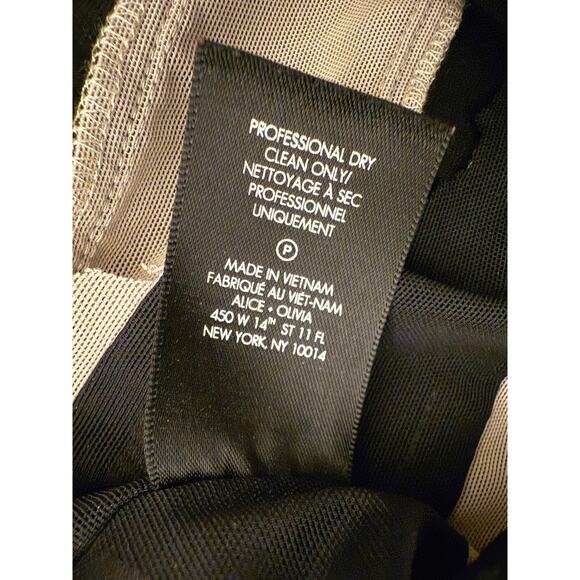 PROFESSIONAL DRY
CLEAN ONLY/
NETTOYAGE À SEC
PROFESSIONNEL
UNIQUEMENT
P
MADE IN VIETNAM
FABRIQUÉ AU VIÊT-NAM
ALICE + OLIVIA
450 W 14TH ST 11 FL
NEW YORK, NY 10014